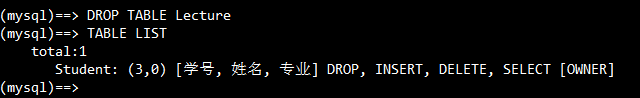 (mysql)==> DROP TABLE Lecture
(mysql)==> TABLE LIST
total:1
Student: (3,0) [学号, 姓名, 专业] DROP, INSERT, DELETE, SELECT [OWNER]
(mysql)==>